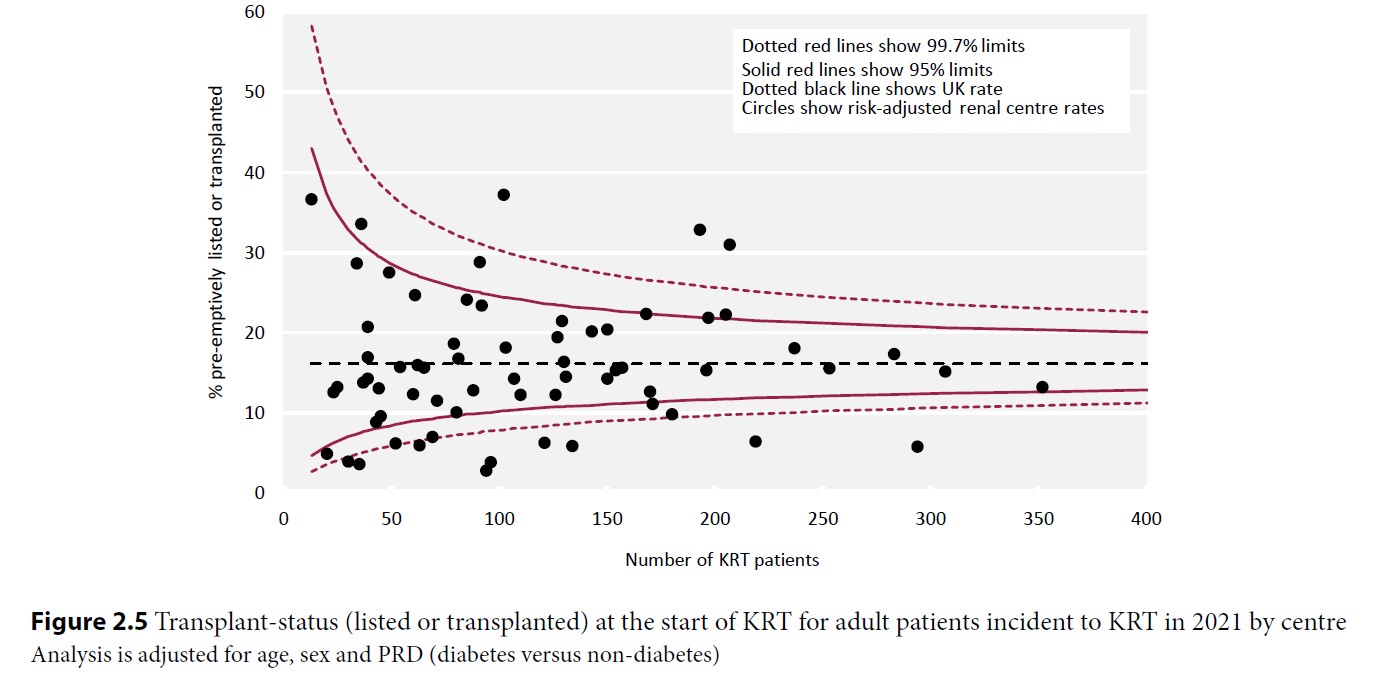 60
50
40
30
20
10
0
% pre-emptively listed or transplanted
Dotted red lines show 99.7% limits
Solid red lines show 95% limits
Dotted black line shows UK rate
Circles show risk-adjusted renal centre rates
0 50 100 150 200 250 300 350 400
Number of KRT patients
Figure 2.5 Transplant-status (listed or transplanted) at the start of KRT for adult patients incident to KRT in 2021 by centre
Analysis is adjusted for age, sex and PRD (diabetes versus non-diabetes)